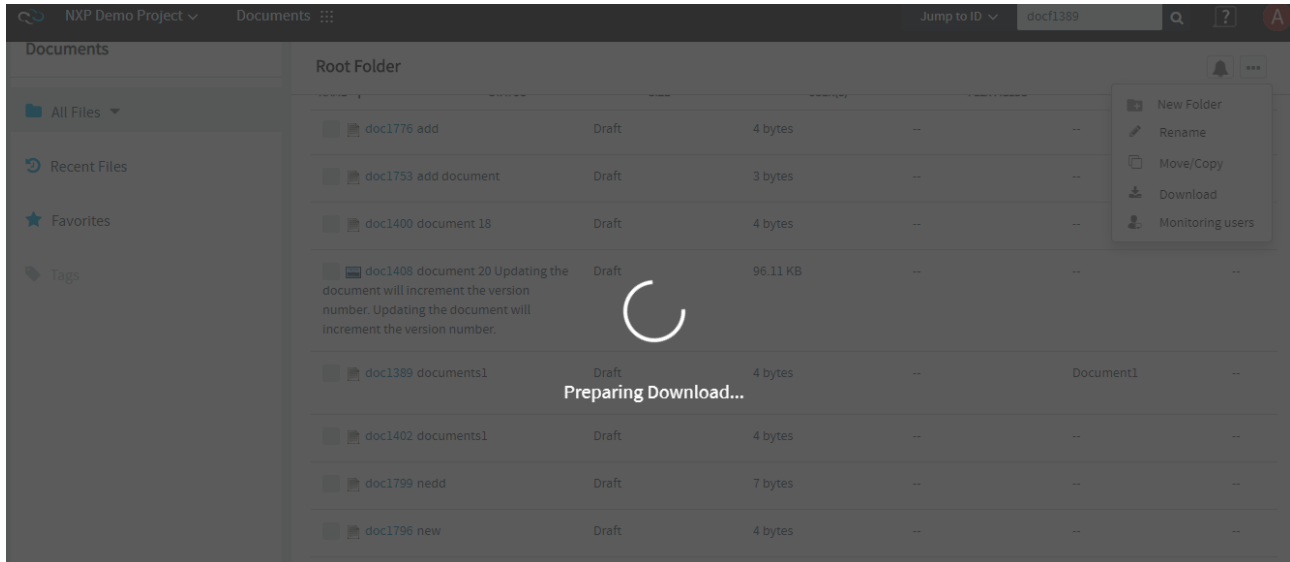 NXP Demo Project
Documents
Jump to ID
docf1389
?
A
Documents
Root Folder
All Files
Recent Files
Favorites
Tags
New Folder
Rename
Move/Copy
Download
Monitoring users
doc1776 add Draft 4 bytes -- --
doc1753 add document Draft 3 bytes -- --
doc1400 document 18 Draft 4 bytes --
doc1408 document 20 Updating the Draft 96.11 KB -- -- --
document will increment the version
number. Updating the document will
increment the version number.
doc1389 documents1 Draft 4 bytes -- Document1 --
Preparing Download...
doc1402 documents1 Draft 4 bytes -- -- --
doc1799 nedd Draft 7 bytes -- -- --
doc1796 new Draft 4 bytes -- -- --